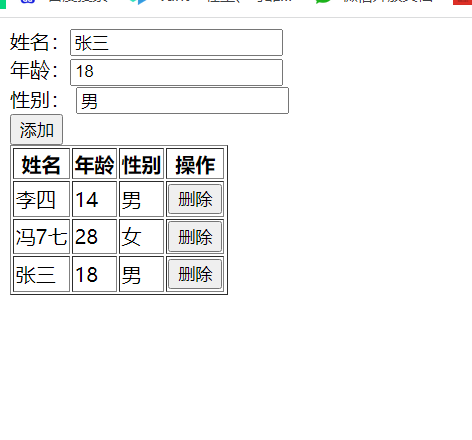 姓名： 张三
年龄： 18
性别： 男
添加
姓名 年龄 性别 操作
李四 14 男 删除
冯7七 28 女 删除
张三 18 男 删除